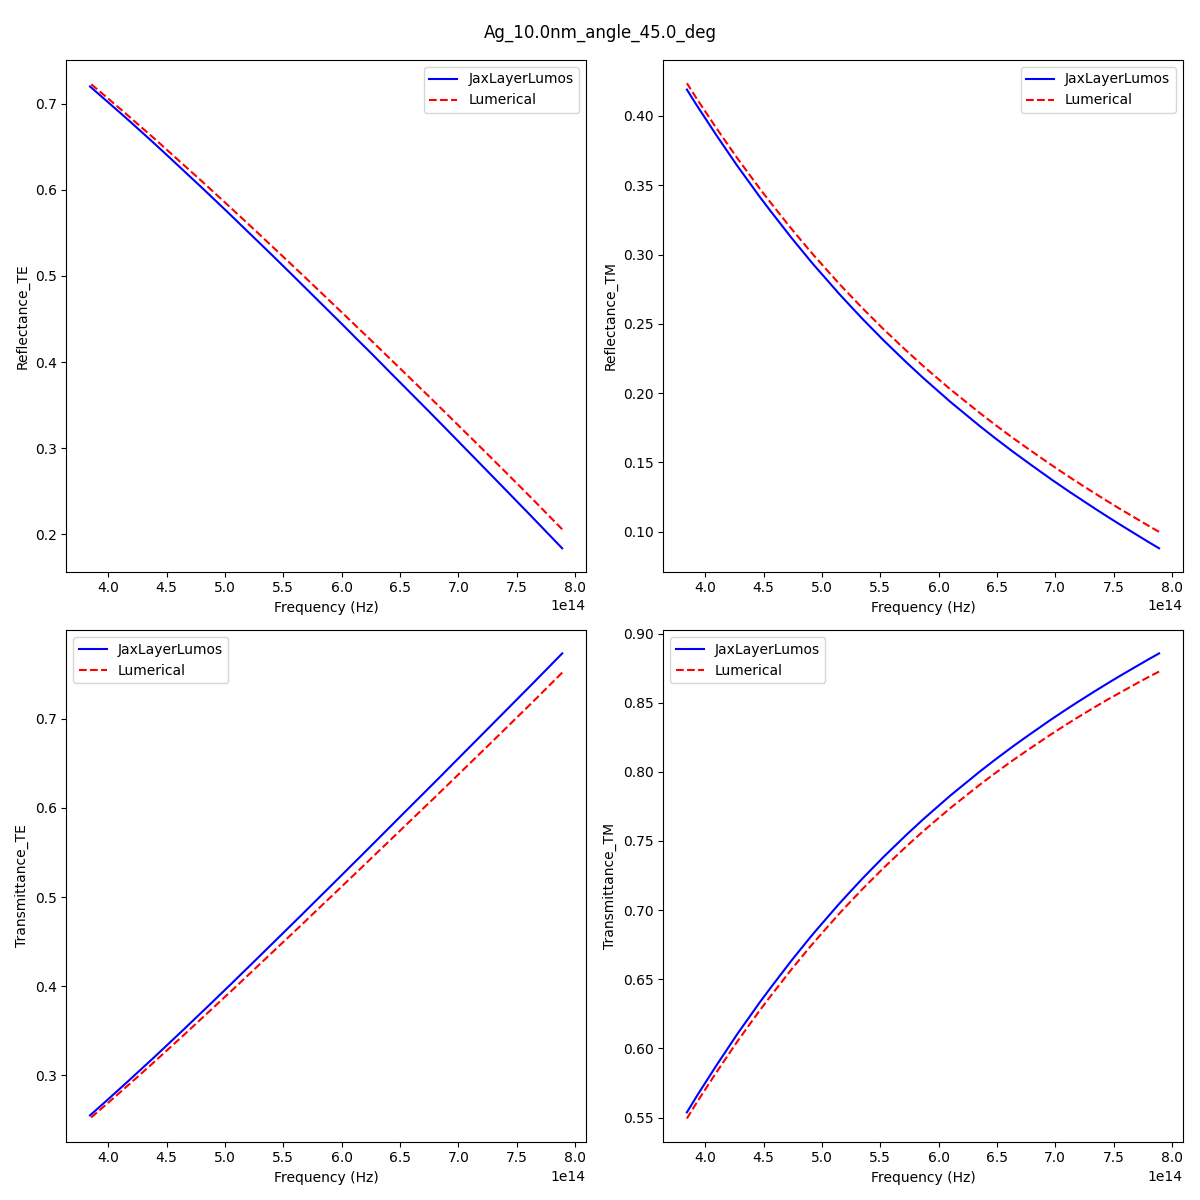 Ag_10.0nm_angle_45.0_deg
JaxLayerLumos
Lumerical
Reflectance_TE
0.7
0.6
0.5
0.4
0.3
0.2
4.0 4.5 5.0 5.5 6.0 6.5 7.0 7.5 8.0
1e14
Frequency (Hz)
JaxLayerLumos
Lumerical
Reflectance_TM
0.40
0.35
0.30
0.25
0.20
0.15
0.10
4.0 4.5 5.0 5.5 6.0 6.5 7.0 7.5 8.0
1e14
Frequency (Hz)
JaxLayerLumos
Lumerical
Transmittance_TE
0.7
0.6
0.5
0.4
0.3
4.0 4.5 5.0 5.5 6.0 6.5 7.0 7.5 8.0
1e14
Frequency (Hz)
JaxLayerLumos
Lumerical
Transmittance_TM
0.90
0.85
0.80
0.75
0.70
0.65
0.60
0.55
4.0 4.5 5.0 5.5 6.0 6.5 7.0 7.5 8.0
1e14
Frequency (Hz)